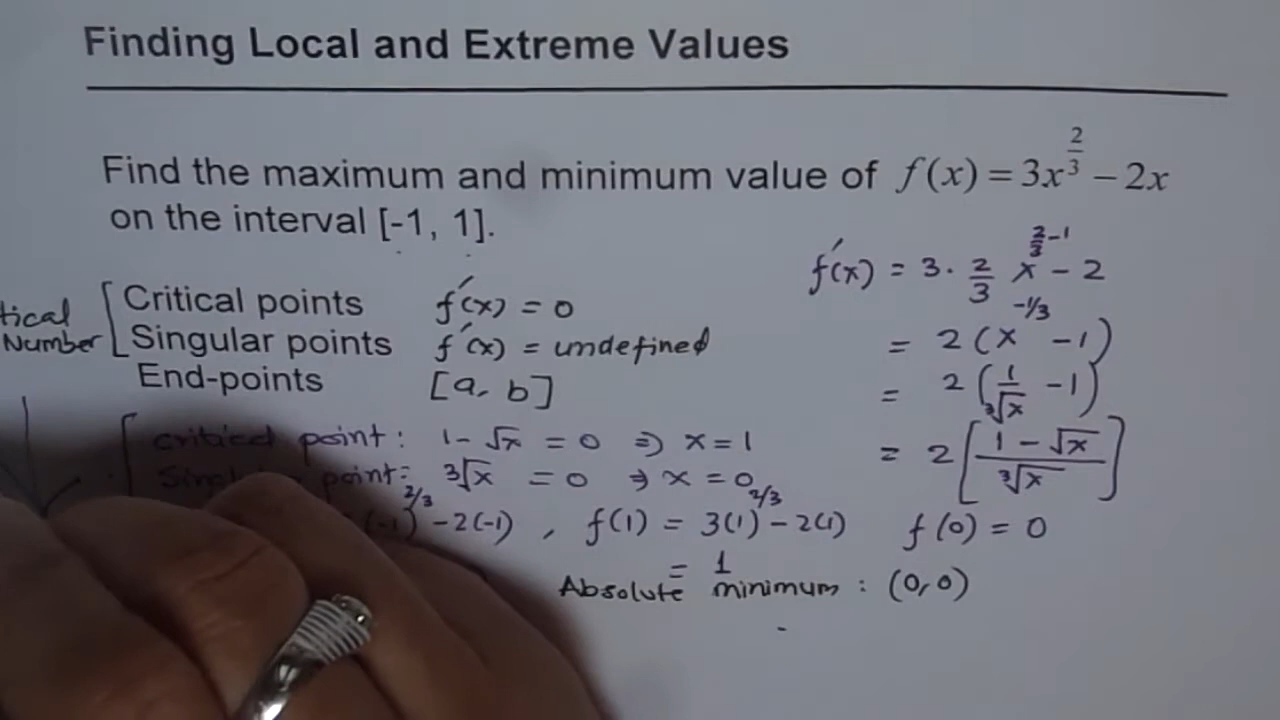 Finding Local and Extreme Values
Find the maximum and minimum value of f(x) = 3x^(2/3) − 2x
on the interval [-1, 1].
f'(x) = 3 · 2/3 x^(2/3 - 1) - 2
= 2(x^(-1/3) - 1)
= 2(1/∛x - 1)
= 2[(1 - √x)/∛x]
tical
Number
Critical points f'(x) = 0
Singular points f'(x) = undefined
End-points [a, b]
critical point: 1 - √x = 0 ⇒ x = 1
point: ∛x = 0 ⇒ x = 0
(-1)^(2/3) - 2(-1) , f(1) = 3(1)^(2/3) - 2(1) f(0) = 0
= 1
Absolute minimum : (0, 0)